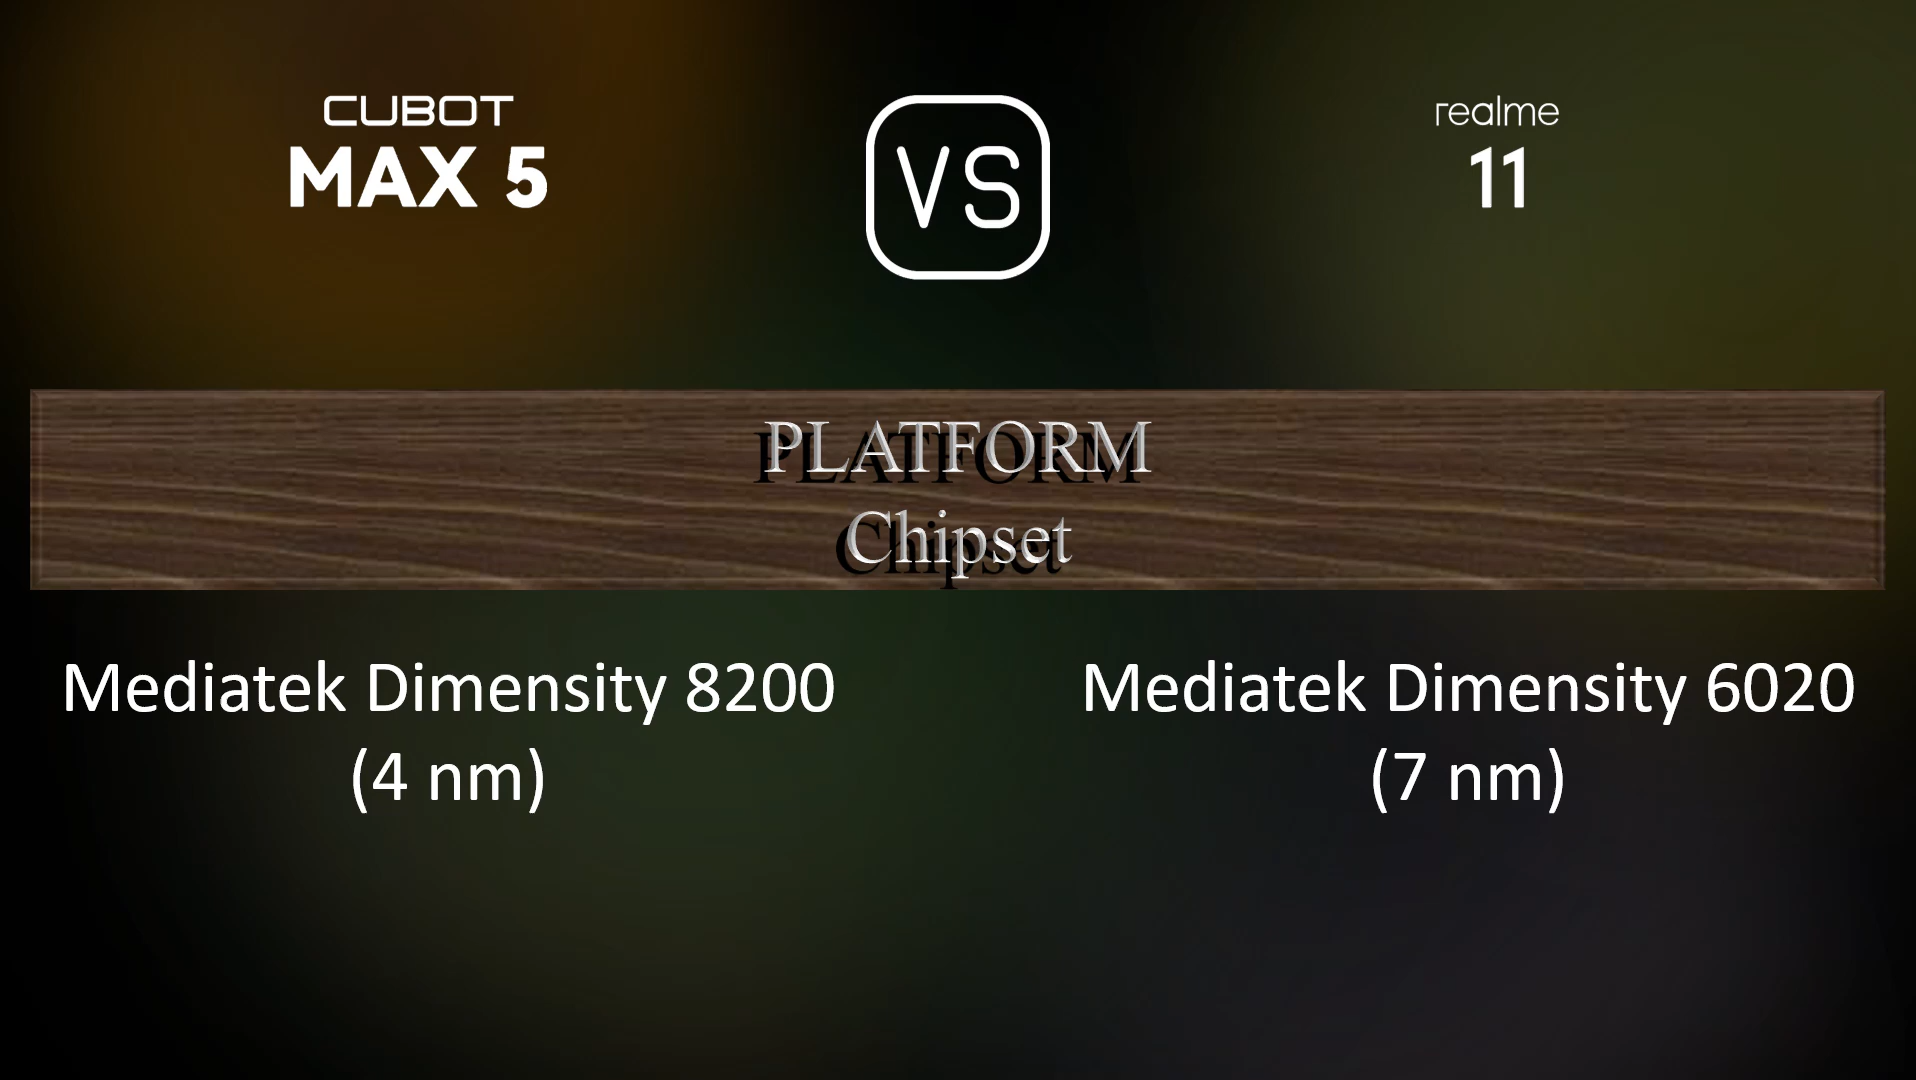 CUBOT
MAX 5
VS
realme
11
PLATFORM
Chipset
Mediatek Dimensity 8200
(4 nm)
Mediatek Dimensity 6020
(7 nm)